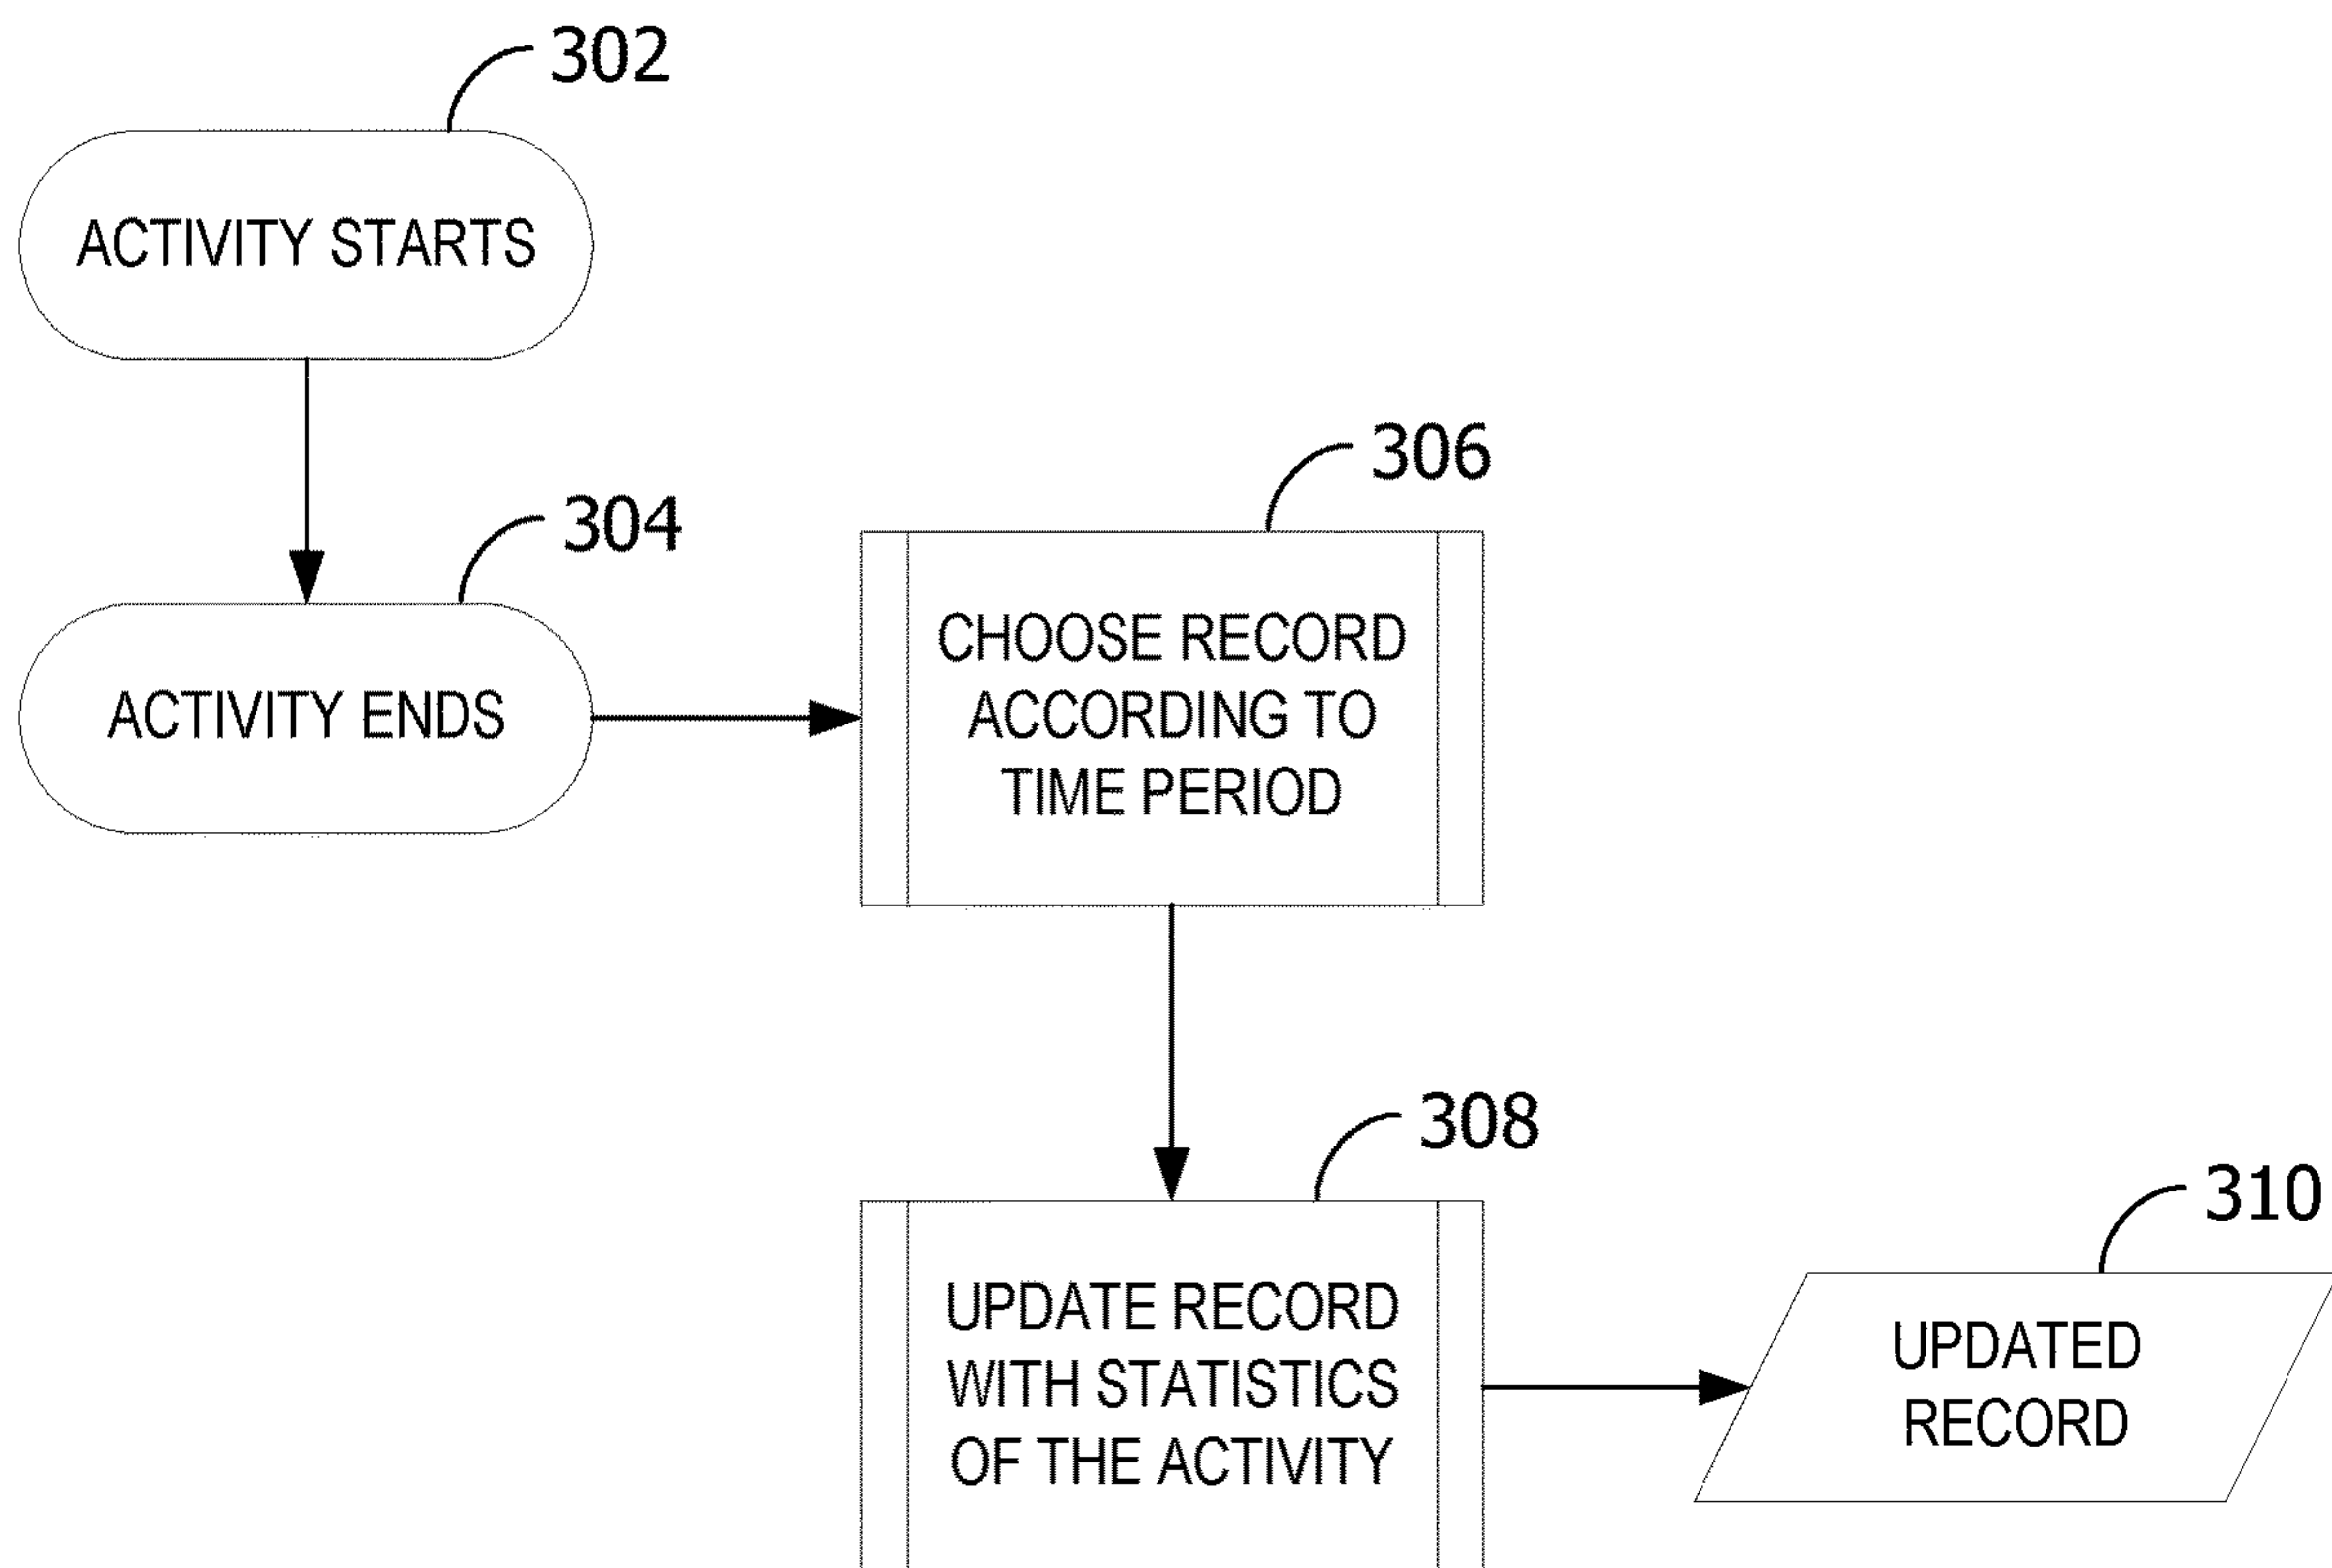 302
ACTIVITY STARTS
304
ACTIVITY ENDS
306
CHOOSE RECORD
ACCORDING TO
TIME PERIOD
308
UPDATE RECORD
WITH STATISTICS
OF THE ACTIVITY
310
UPDATED
RECORD